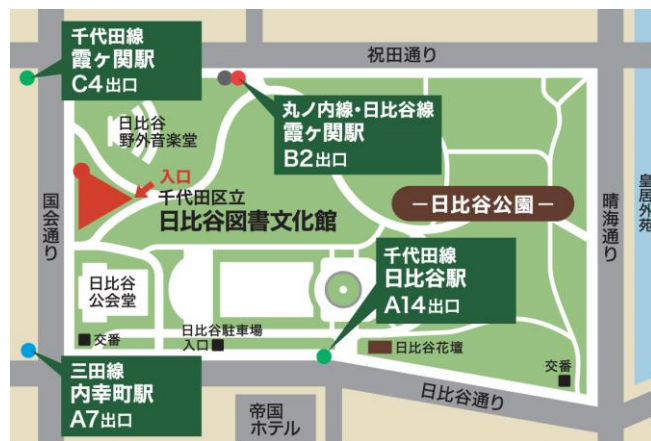 千代田線
霞ヶ関駅
C4出口
祝田通り
丸ノ内線・日比谷線
霞ヶ関駅
B2出口
日比谷
野外音楽堂
入口
千代田区立
日比谷図書文化館
国会通り
ー日比谷公園ー
晴海通り
皇居外苑
千代田線
日比谷駅
A14出口
日比谷
公会堂
交番
日比谷駐車場
入口
日比谷花壇
交番
三田線
内幸町駅
A7出口
日比谷通り
帝国
ホテル